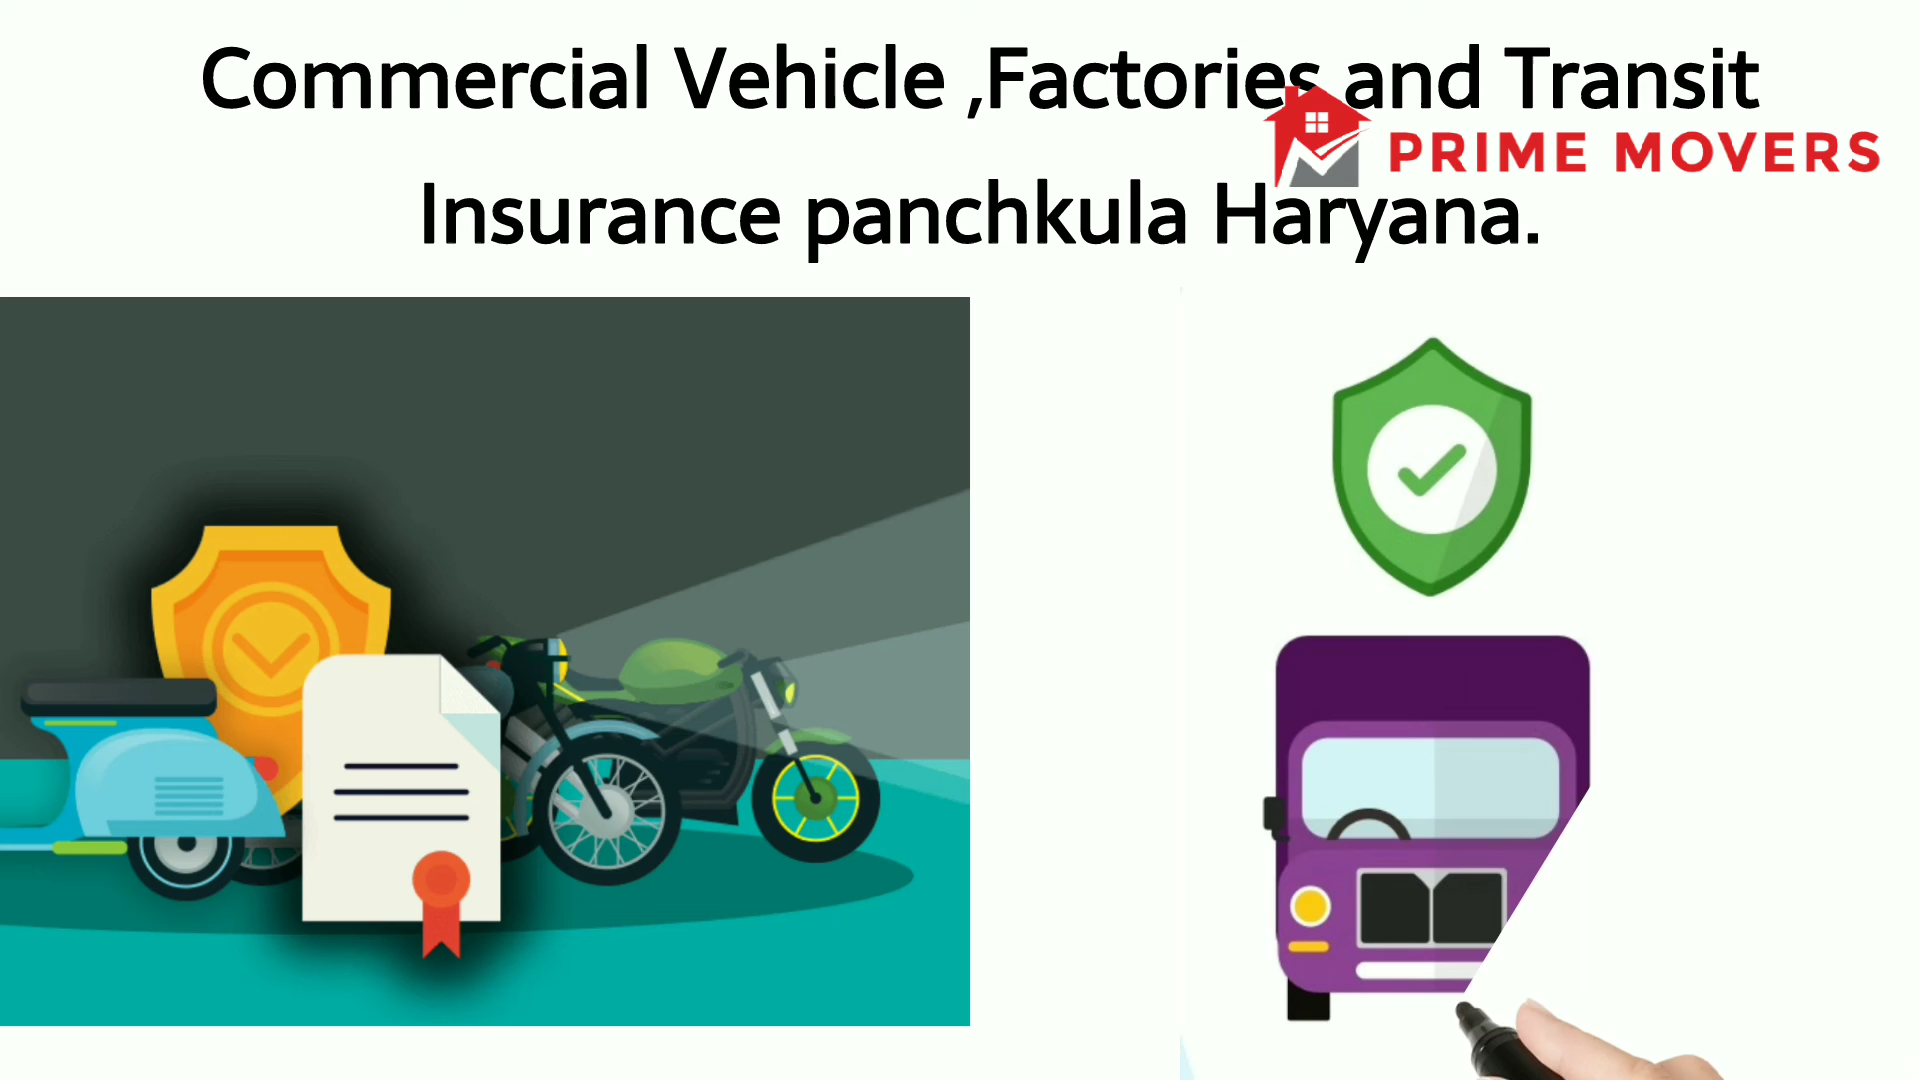 Commercial Vehicle ,Factories and Transit
PRIME MOVERS
Insurance panchkula Haryana.